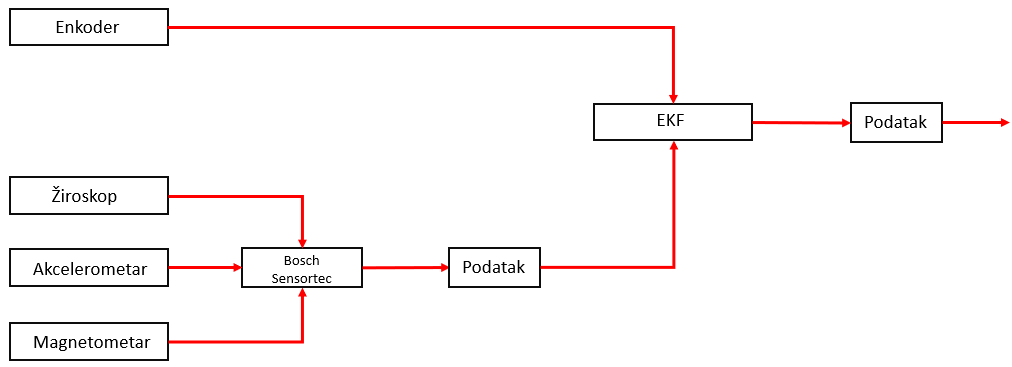 Enkoder
EKF
Podatak
Žiroskop
Akcelerometar
Bosch
Sensortec
Podatak
Magnetometar